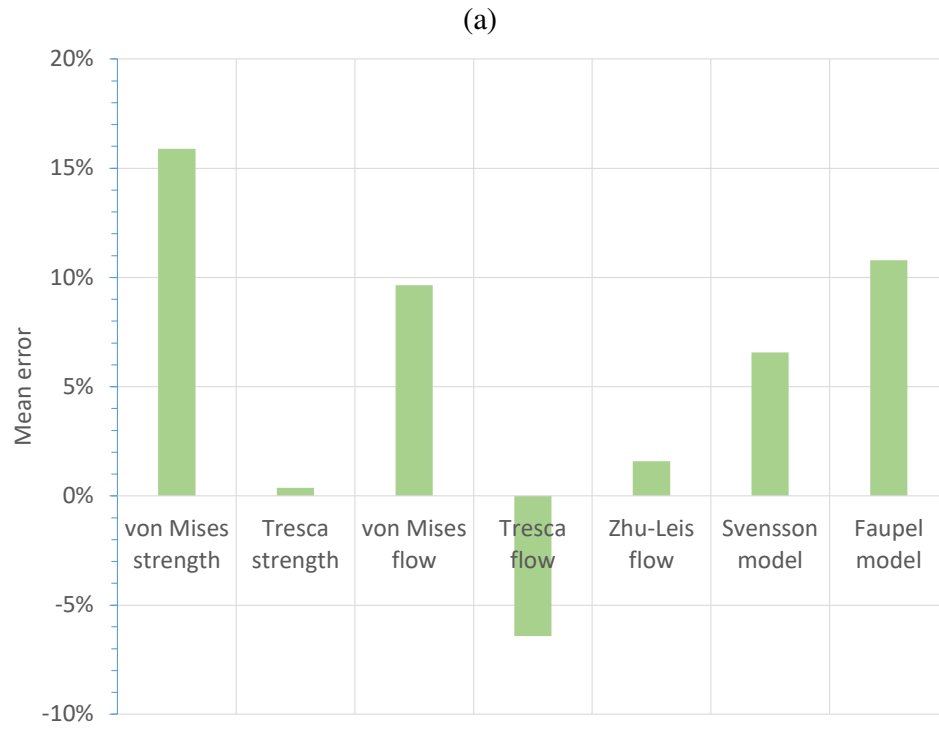 (a)
20%
15%
10%
5%
0%
-5%
-10%
Mean error
von Mises
strength
Tresca
strength
von Mises
flow
Tresca
flow
Zhu-Leis
flow
Svensson
model
Faupel
model